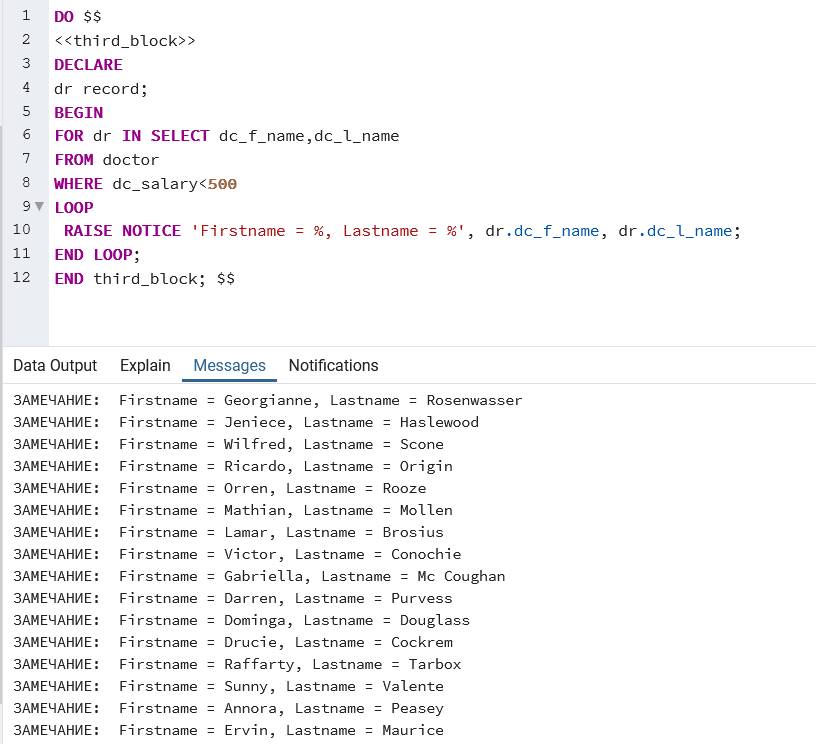 1 DO $$
2 <<third_block>>
3 DECLARE
4 dr record;
5 BEGIN
6 FOR dr IN SELECT dc_f_name,dc_l_name
7 FROM doctor
8 WHERE dc_salary<500
9 LOOP
10 RAISE NOTICE 'Firstname = %, Lastname = %', dr.dc_f_name, dr.dc_l_name;
11 END LOOP;
12 END third_block; $$
Data Output Explain Messages Notifications
ЗАМЕЧАНИЕ: Firstname = Georgianne, Lastname = Rosenwasser
ЗАМЕЧАНИЕ: Firstname = Jeniece, Lastname = Haslewood
ЗАМЕЧАНИЕ: Firstname = Wilfred, Lastname = Scone
ЗАМЕЧАНИЕ: Firstname = Ricardo, Lastname = Origin
ЗАМЕЧАНИЕ: Firstname = Orren, Lastname = Rooze
ЗАМЕЧАНИЕ: Firstname = Mathian, Lastname = Mollen
ЗАМЕЧАНИЕ: Firstname = Lamar, Lastname = Brosius
ЗАМЕЧАНИЕ: Firstname = Victor, Lastname = Conochie
ЗАМЕЧАНИЕ: Firstname = Gabriella, Lastname = Mc Coughan
ЗАМЕЧАНИЕ: Firstname = Darren, Lastname = Purvess
ЗАМЕЧАНИЕ: Firstname = Dominga, Lastname = Douglass
ЗАМЕЧАНИЕ: Firstname = Drucie, Lastname = Cockrem
ЗАМЕЧАНИЕ: Firstname = Raffarty, Lastname = Tarbox
ЗАМЕЧАНИЕ: Firstname = Sunny, Lastname = Valente
ЗАМЕЧАНИЕ: Firstname = Annora, Lastname = Peasey
ЗАМЕЧАНИЕ: Firstname = Ervin, Lastname = Maurice